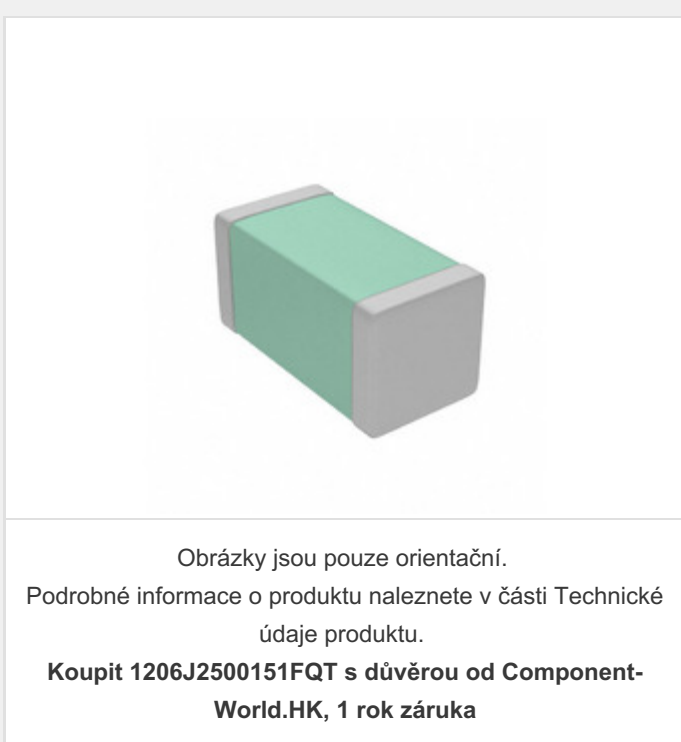 Obrázky jsou pouze orientační.
Podrobné informace o produktu naleznete v části Technické
údaje produktu.
Koupit 1206J2500151FQT s důvěrou od Component-
World.HK, 1 rok záruka